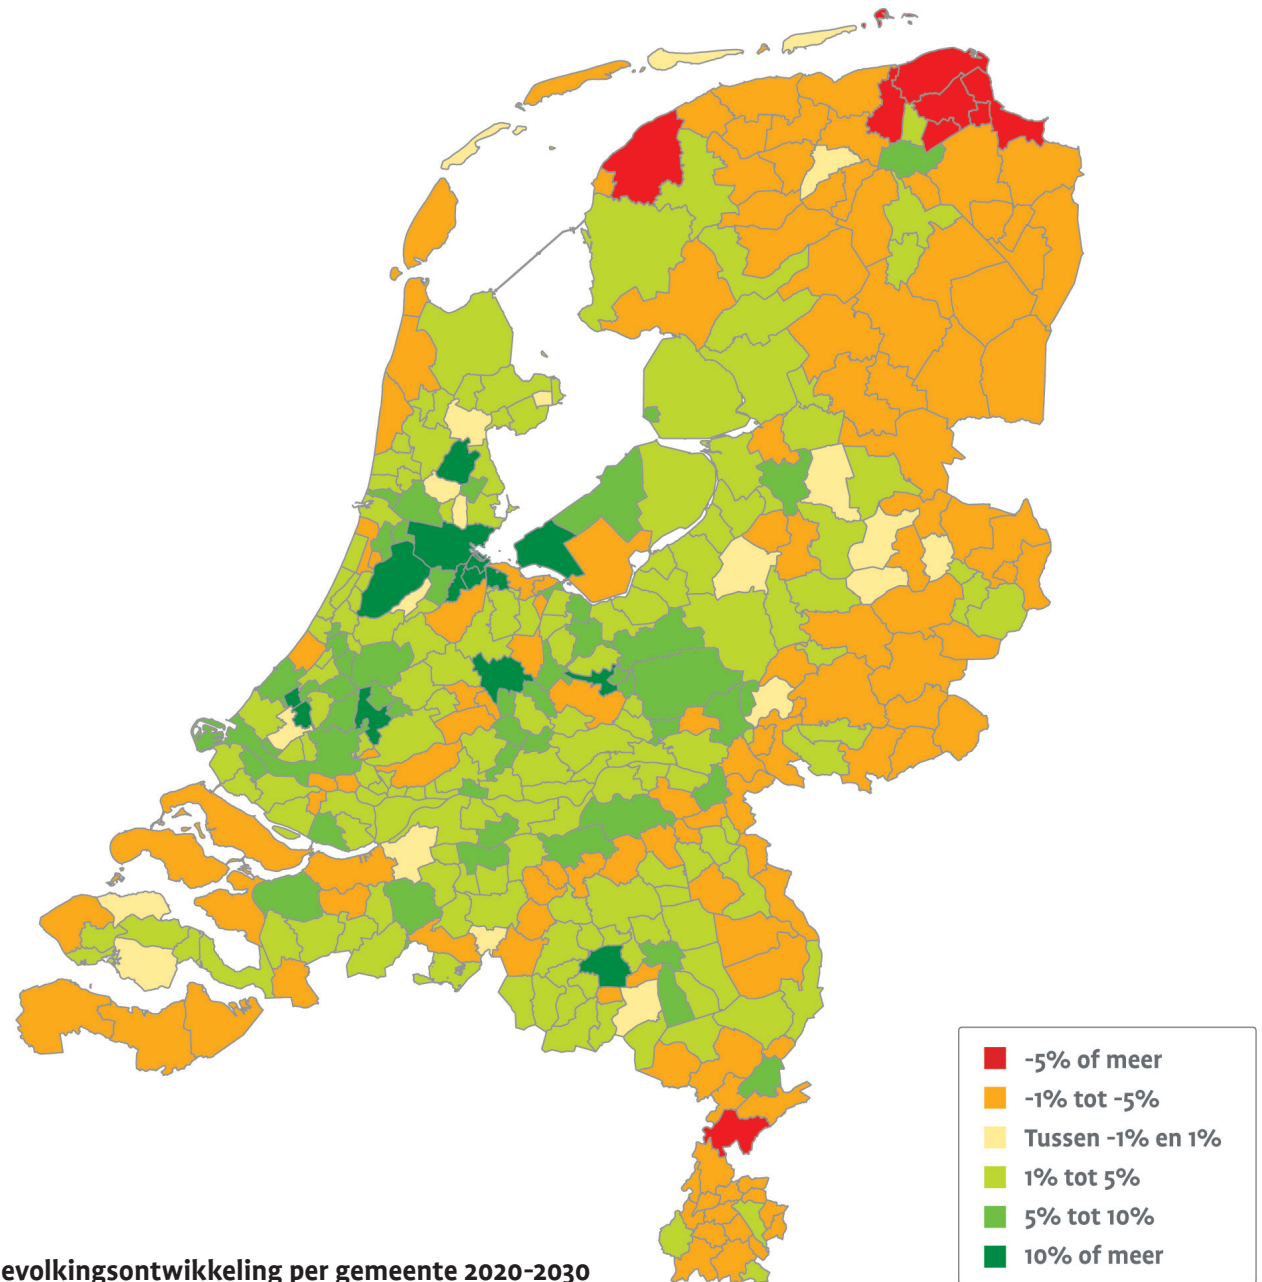 -5% of meer
-1% tot -5%
Tussen -1% en 1%
1% tot 5%
5% tot 10%
10% of meer
evolkingsontwikkeling per gemeente 2020-2030